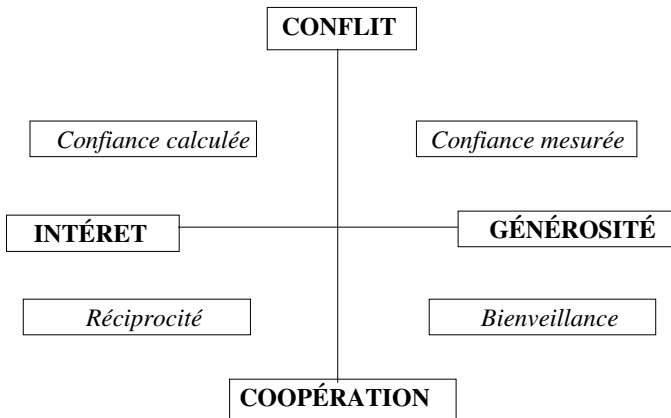 CONFLIT
Confiance calculée
Confiance mesurée
INTÉRET
GÉNÉROSITÉ
Réciprocité
Bienveillance
COOPÉRATION